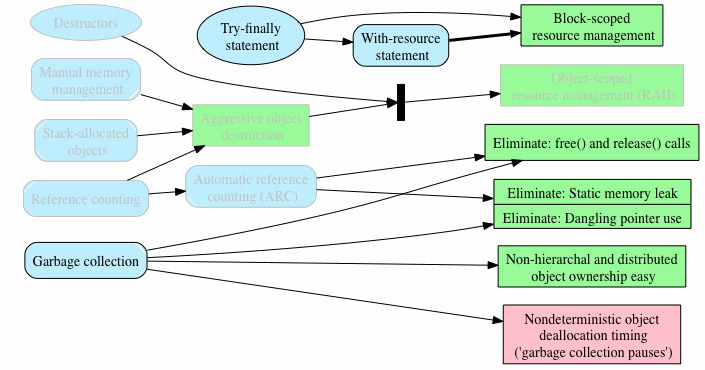 Destructors
Try-finally
statement
With-resource
statement
Block-scoped
resource management
Manual memory
management
Object-scoped
resource management (RAII)
Aggressive object
destruction
Stack-allocated
objects
Eliminate: free() and release() calls
Reference counting
Automatic reference
counting (ARC)
Eliminate: Static memory leak
Eliminate: Dangling pointer use
Garbage collection
Non-hierarchal and distributed
object ownership easy
Nondeterministic object
deallocation timing
('garbage collection pauses')